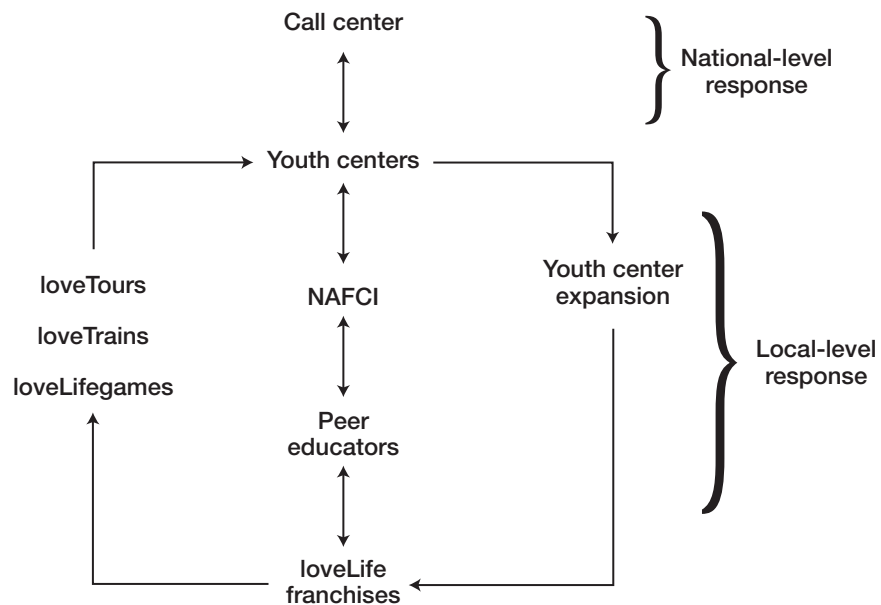 Call center
National-level
response
Youth centers
loveTours
loveTrains
loveLifegames
NAFCI
Youth center
expansion
Local-level
response
Peer
educators
loveLife
franchises